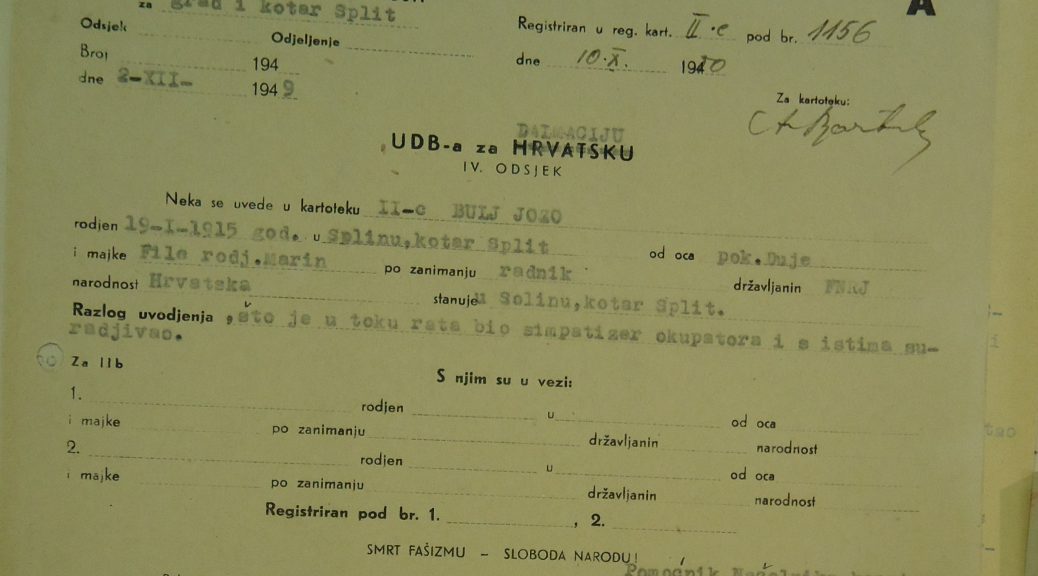 A
za grad i kotar Split
Odsjek Odjeljenje
Registriran u reg. kart. II-c pod br. 1156
Broj 194
dne 10.X. 1950
dne 2-XII- 1949
Za kartoteku:
DALMACIJU
UDB-a za HRVATSKU
IV. ODSJEK
Neka se uvede u kartoteku II-c BULJ JOZO
rodjen 19-I-1915 god. u Splinu,kotar Split od oca pok.Duje
i majke File rodj.Marin po zanimanju radnik državljanin FNRJ
narodnost Hrvatska stanuje u Solinu,kotar Split.
Razlog uvodjenja ,što je u toku rata bio simpatizer okupatora i s istima su-
radjivao.
Za IIb
S njim su u vezi:
1. rodjen u od oca
i majke po zanimanju državljanin narodnost
2. rodjen u od oca
i majke po zanimanju državljanin narodnost
Registriran pod br. 1. , 2.
SMRT FAŠIZMU – SLOBODA NARODU!
Pomoćnik